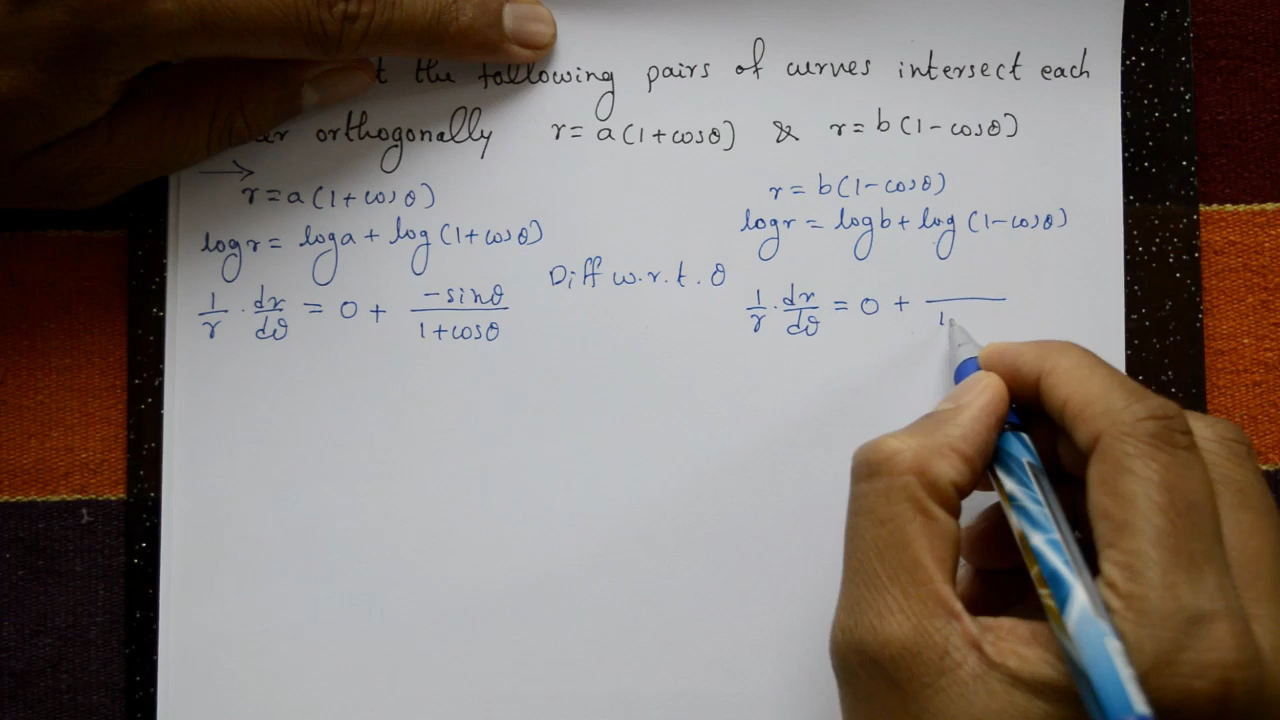 the following pairs of curves intersect each
orthogonally r = a(1+cosθ) & r = b(1-cosθ)
→ r = a(1+cosθ)
log r = log a + log(1+cosθ)
1/r . dr/dθ = 0 + -sinθ/1+cosθ
Diff w.r.t. θ
r = b(1-cosθ)
log r = log b + log(1-cosθ)
1/r . dr/dθ = 0 + /1